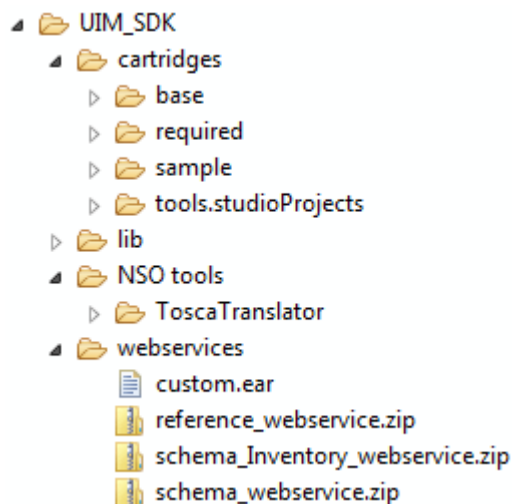 UIM_SDK
cartridges
base
required
sample
tools.studioProjects
lib
NSO tools
ToscaTranslator
webservices
custom.ear
reference_webservice.zip
schema_Inventory_webservice.zip
schema_webservice.zip